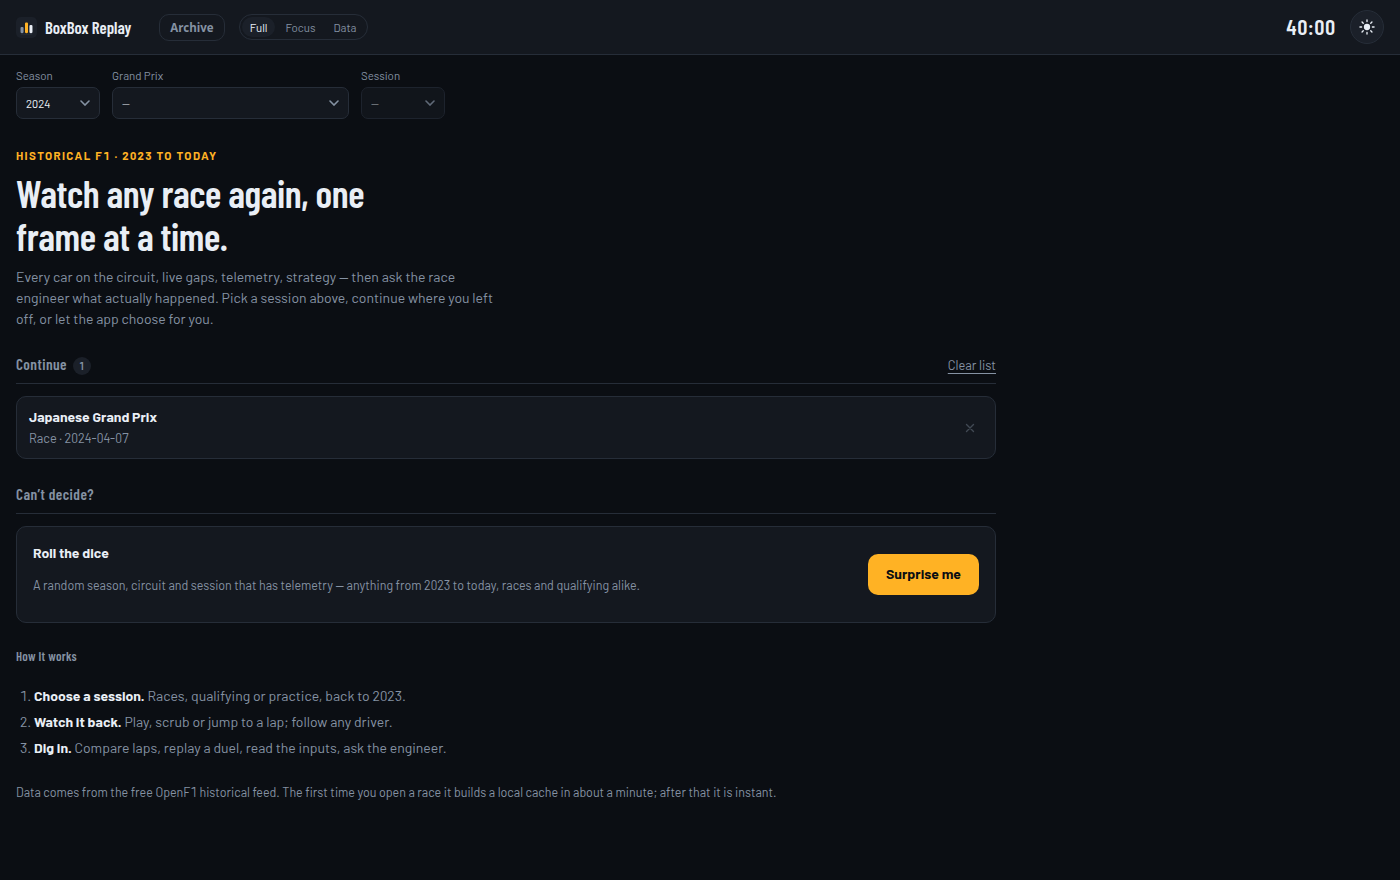 BoxBox Replay
Archive
Full Focus Data
40:00
Season Grand Prix Session
2024 – –
HISTORICAL F1 · 2023 TO TODAY
Watch any race again, one
frame at a time.
Every car on the circuit, live gaps, telemetry, strategy — then ask the race
engineer what actually happened. Pick a session above, continue where you left
off, or let the app choose for you.
Continue 1
Clear list
Japanese Grand Prix
Race · 2024-04-07
Can't decide?
Roll the dice
A random season, circuit and session that has telemetry — anything from 2023 to today, races and qualifying alike.
Surprise me
How it works
1. Choose a session. Races, qualifying or practice, back to 2023.
2. Watch it back. Play, scrub or jump to a lap; follow any driver.
3. Dig in. Compare laps, replay a duel, read the inputs, ask the engineer.
Data comes from the free OpenF1 historical feed. The first time you open a race it builds a local cache in about a minute; after that it is instant.